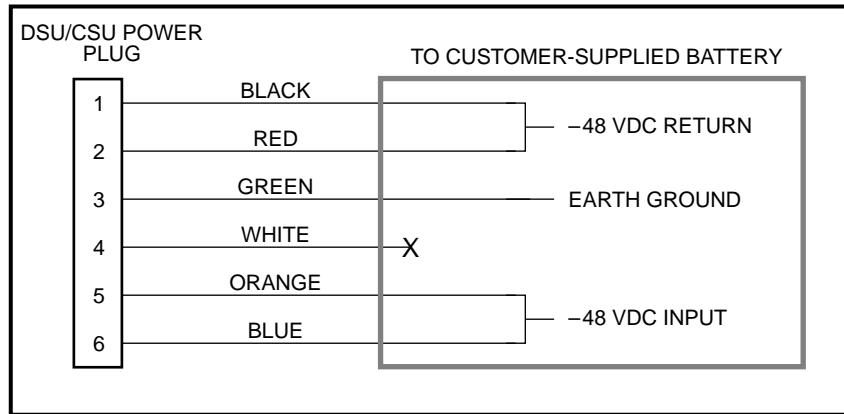 DSU/CSU POWER
PLUG
TO CUSTOMER-SUPPLIED BATTERY
1
BLACK
–48 VDC RETURN
2
RED
3
GREEN
EARTH GROUND
4
WHITE
X
5
ORANGE
–48 VDC INPUT
6
BLUE